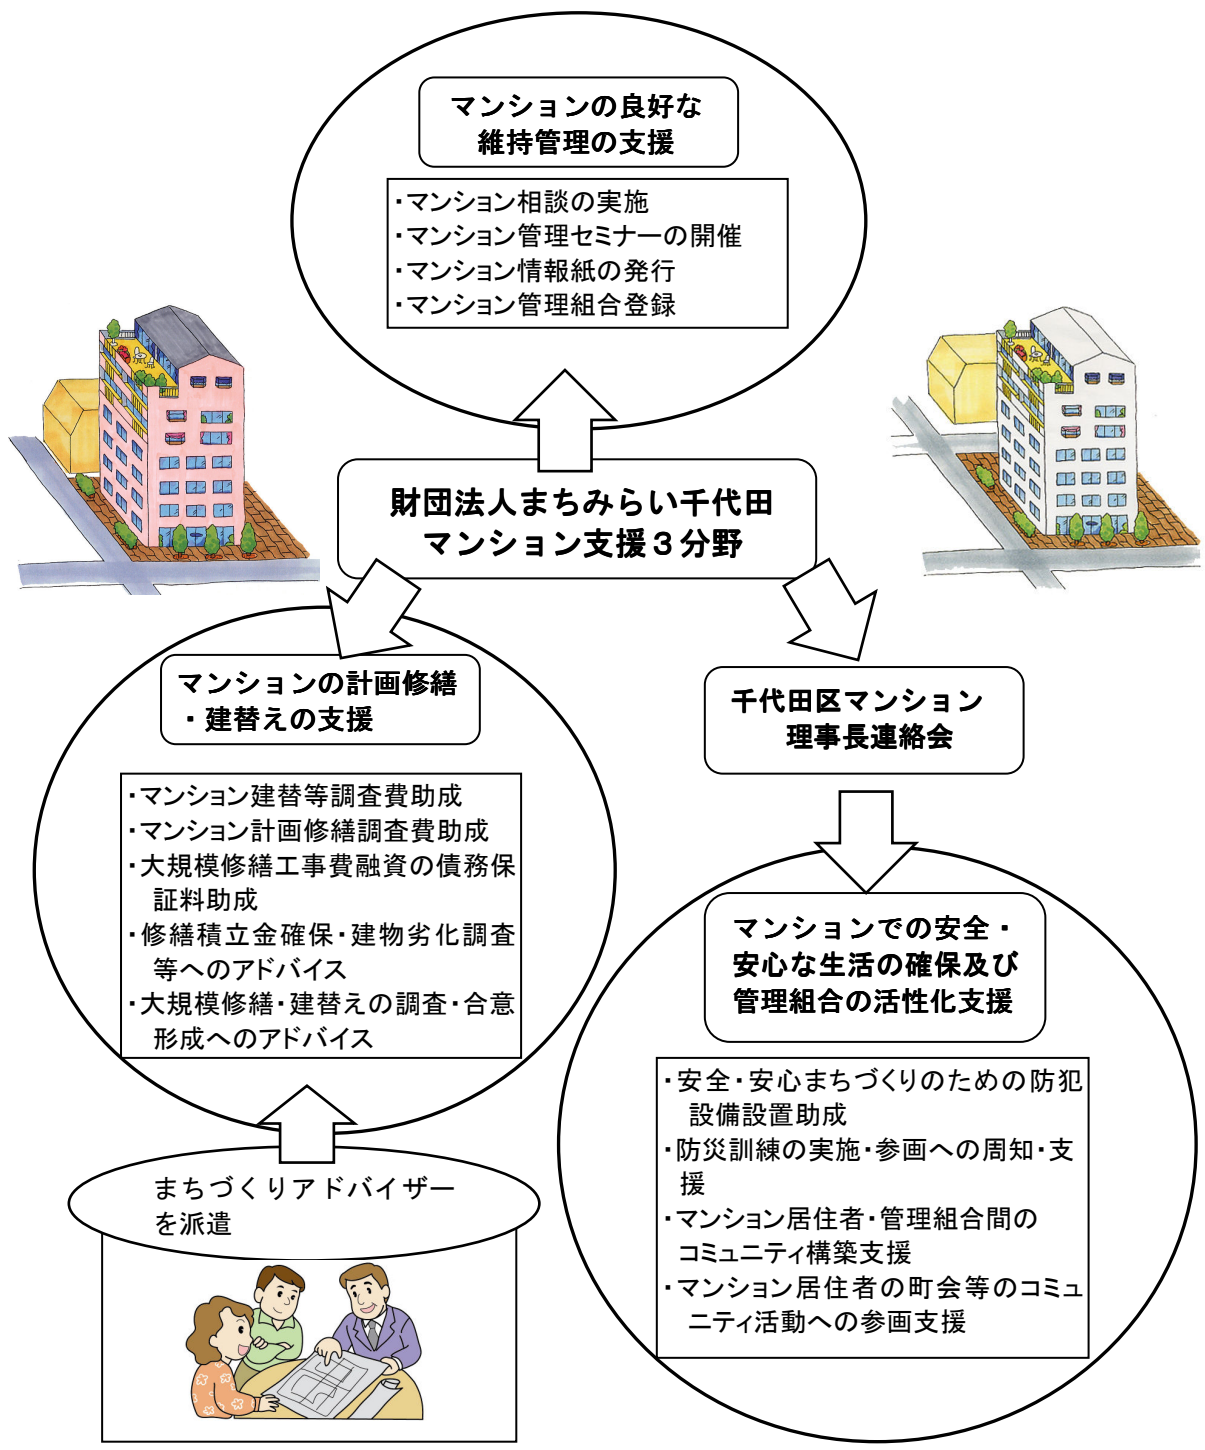 マンションの良好な
維持管理の支援
・マンション相談の実施
・マンション管理セミナーの開催
・マンション情報紙の発行
・マンション管理組合登録
財団法人まちみらい千代田
マンション支援３分野
マンションの計画修繕
・建替えの支援
・マンション建替等調査費助成
・マンション計画修繕調査費助成
・大規模修繕工事費融資の債務保
証料助成
・修繕積立金確保・建物劣化調査
等へのアドバイス
・大規模修繕・建替えの調査・合意
形成へのアドバイス
まちづくりアドバイザー
を派遣
千代田区マンション
理事長連絡会
マンションでの安全・
安心な生活の確保及び
管理組合の活性化支援
・安全・安心まちづくりのための防犯
設備設置助成
・防災訓練の実施・参画への周知・支
援
・マンション居住者・管理組合間の
コミュニティ構築支援
・マンション居住者の町会等のコミュ
ニティ活動への参画支援